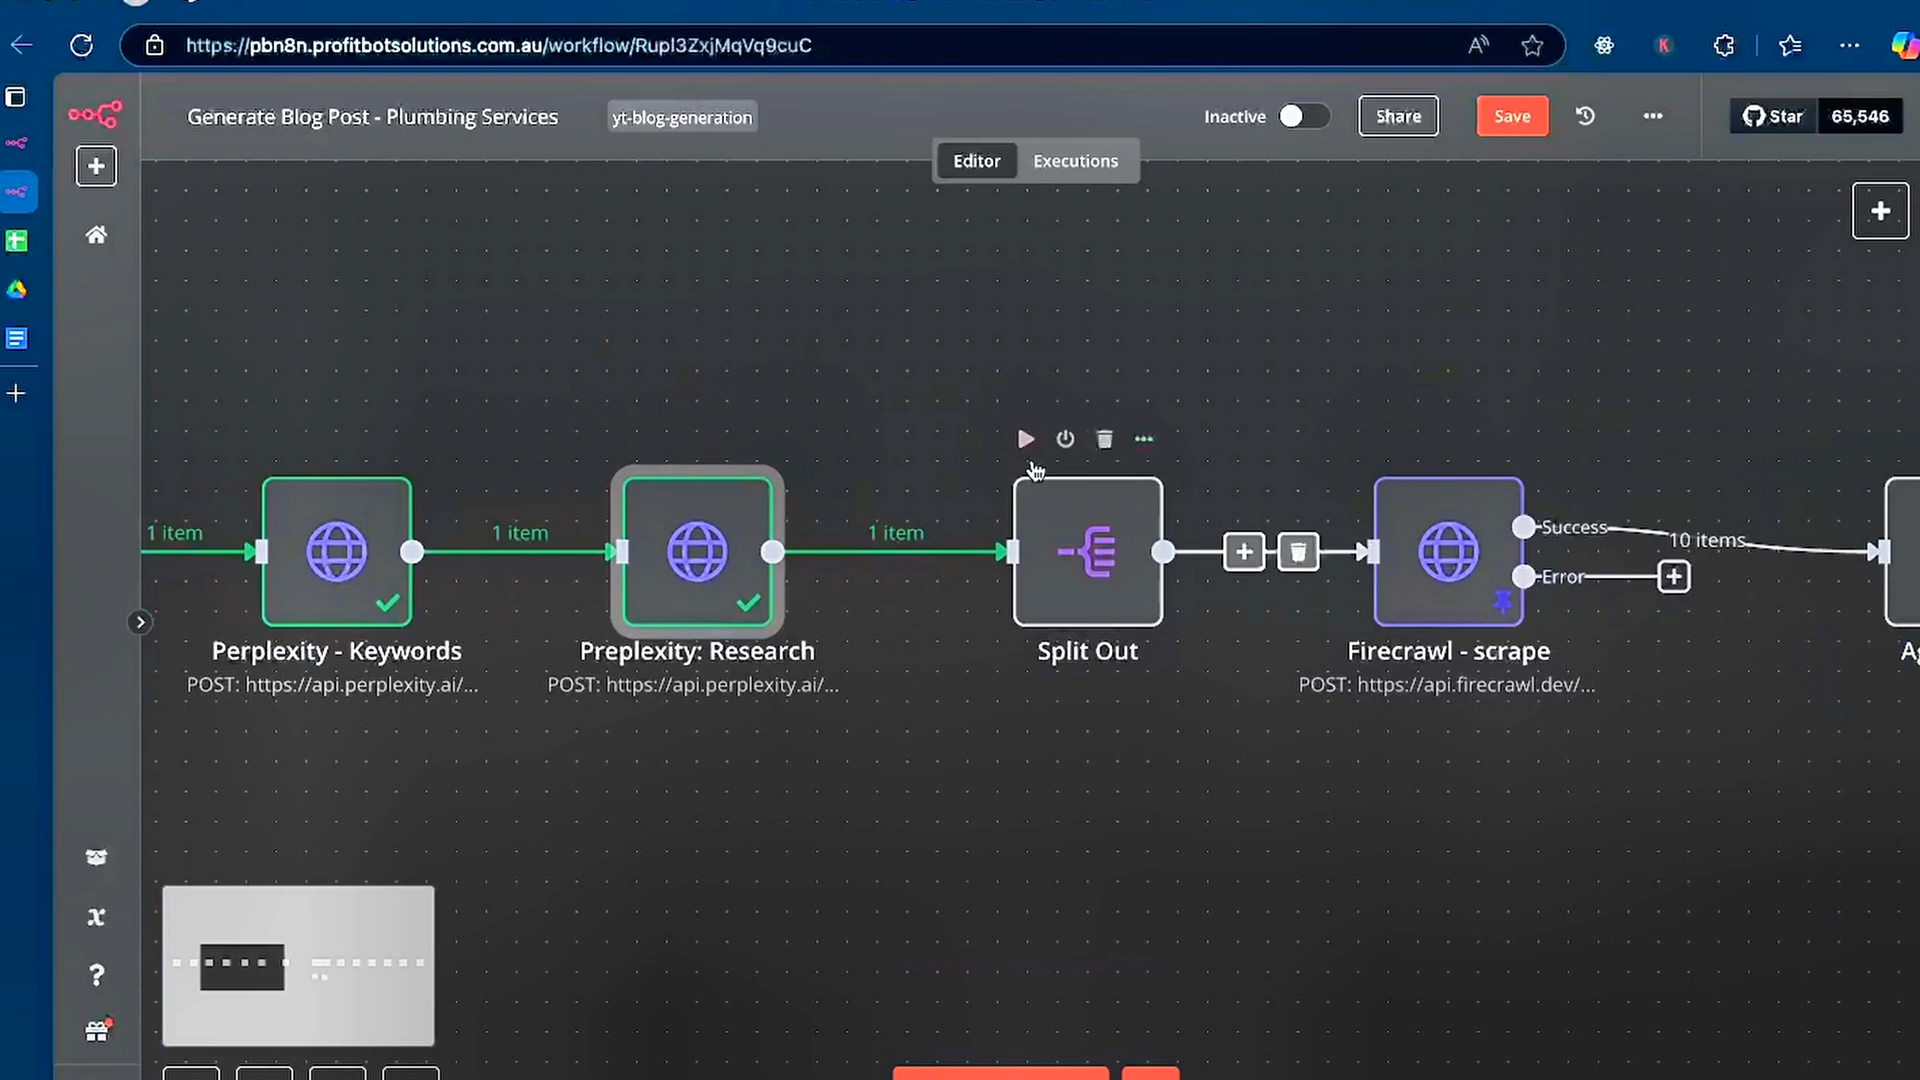 https://pbn8n.profitbotsolutions.com.au/workflow/Rupl3ZxjMqVq9cuC
Generate Blog Post - Plumbing Services
yt-blog-generation
Inactive
Share
Save
Star
65,546
Editor
Executions
1 item
1 item
1 item
Success
10 items
Error
Perplexity - Keywords
POST: https://api.perplexity.ai/...
Preplexity: Research
POST: https://api.perplexity.ai/...
Split Out
Firecrawl - scrape
POST: https://api.firecrawl.dev/...